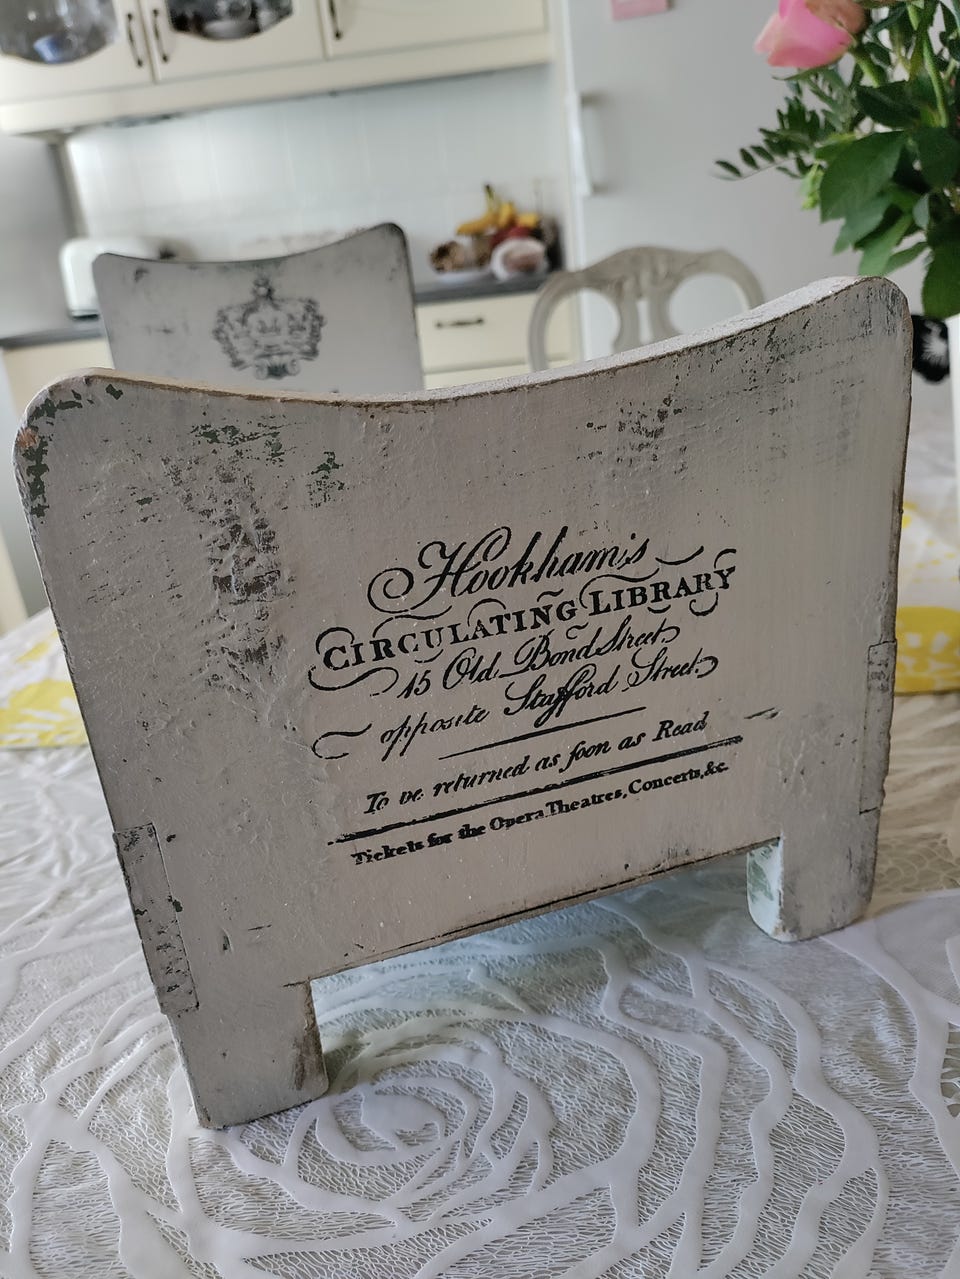 Hookham's
CIRCULATING LIBRARY
15 Old Bond Street
opposite Stafford Street
To be returned as ſoon as Read
Tickets for the Opera, Theatres, Concerts, &c.